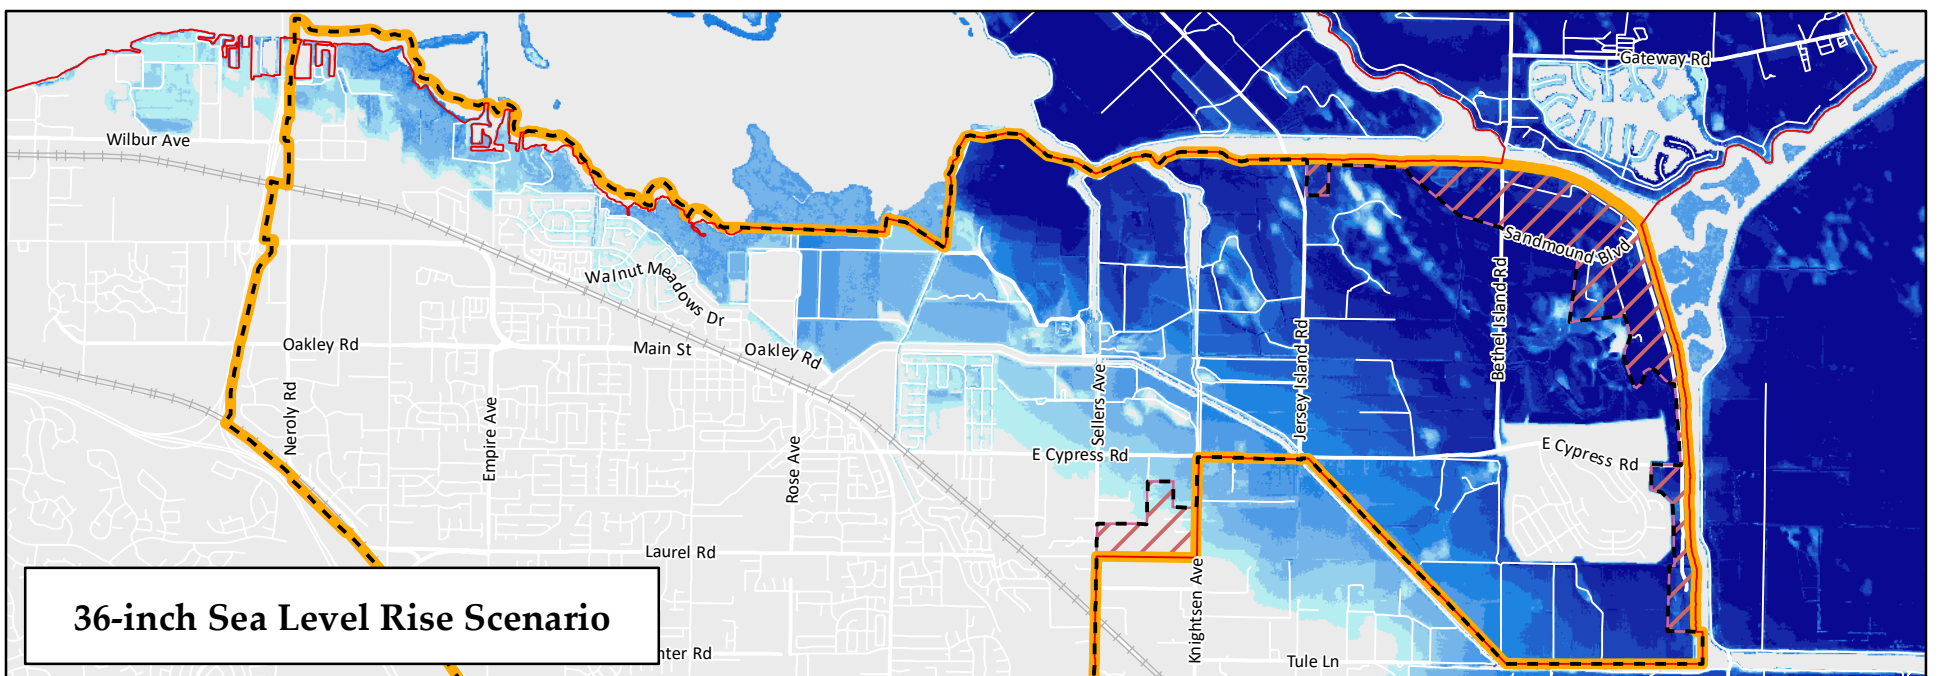 Gateway Rd
Wilbur Ave
Sandmound Blvd
Walnut Meadows Dr
Oakley Rd
Main St
Oakley Rd
Bethel Island Rd
Jersey Island Rd
Sellers Ave
Neroly Rd
Empire Ave
Rose Ave
E Cypress Rd
E Cypress Rd
Laurel Rd
Knightsen Ave
36-inch Sea Level Rise Scenario
nter Rd
Tule Ln